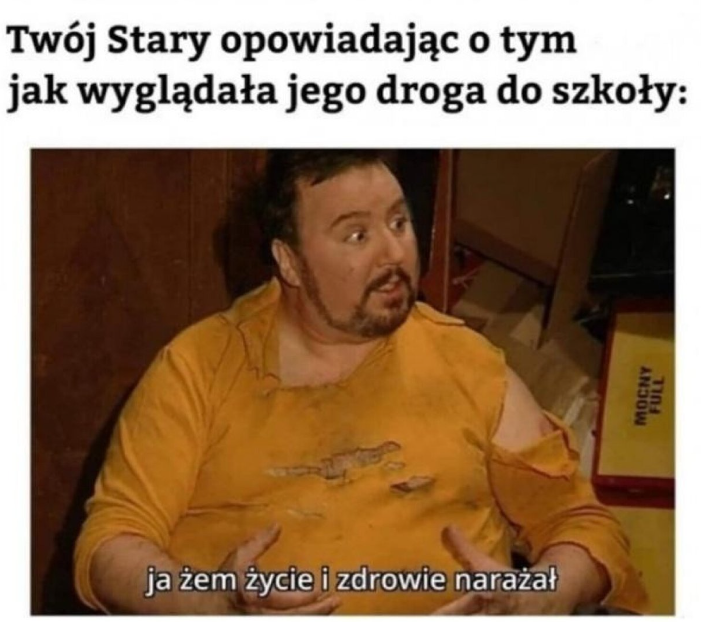 Twój Stary opowiadając o tym
jak wyglądała jego droga do szkoły:
MOCNY
FULL
ja żem życie i zdrowie narażał